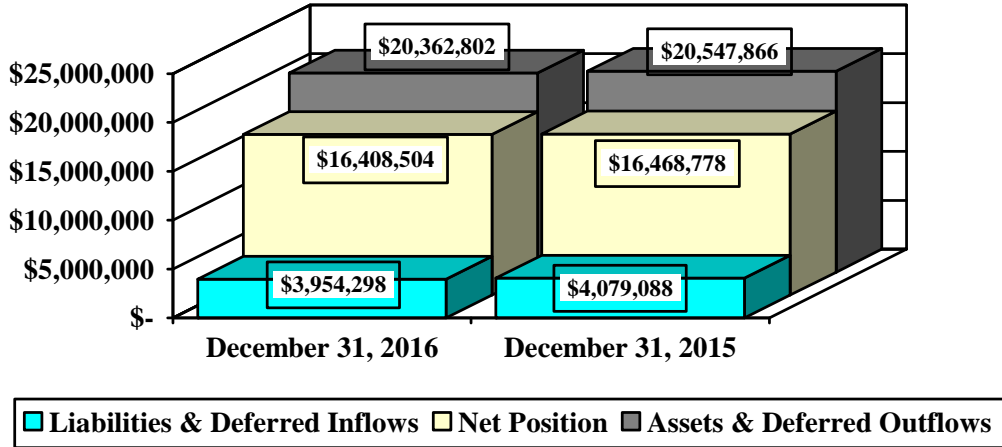 $20,362,802
$20,547,866
$25,000,000
$20,000,000
$16,408,504
$16,468,778
$15,000,000
$10,000,000
$5,000,000
$3,954,298
$4,079,088
$-
December 31, 2016
December 31, 2015
Liabilities & Deferred Inflows
Net Position
Assets & Deferred Outflows